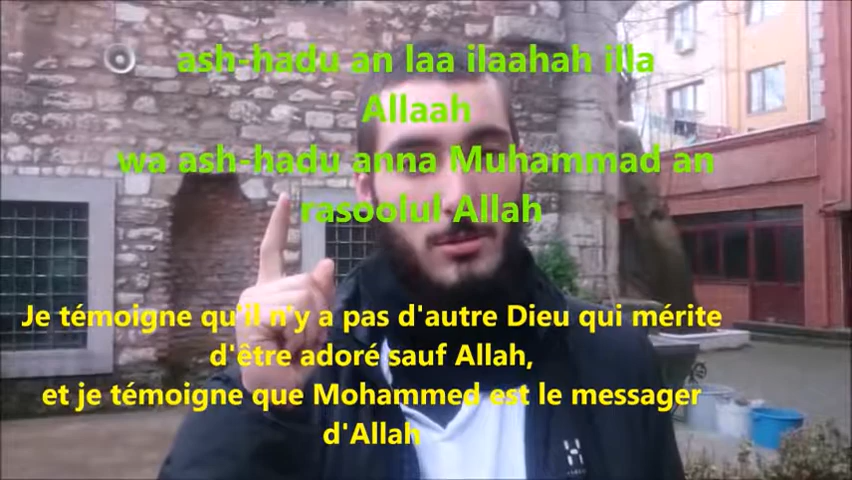 ash-hadu an laa ilaahah illa
Allaah
wa ash-hadu anna Muhammad an
rasoolul Allah
Je témoigne qu'il n'y a pas d'autre Dieu qui mérite
d'être adoré sauf Allah,
et je témoigne que Mohammed est le messager
d'Allah
H